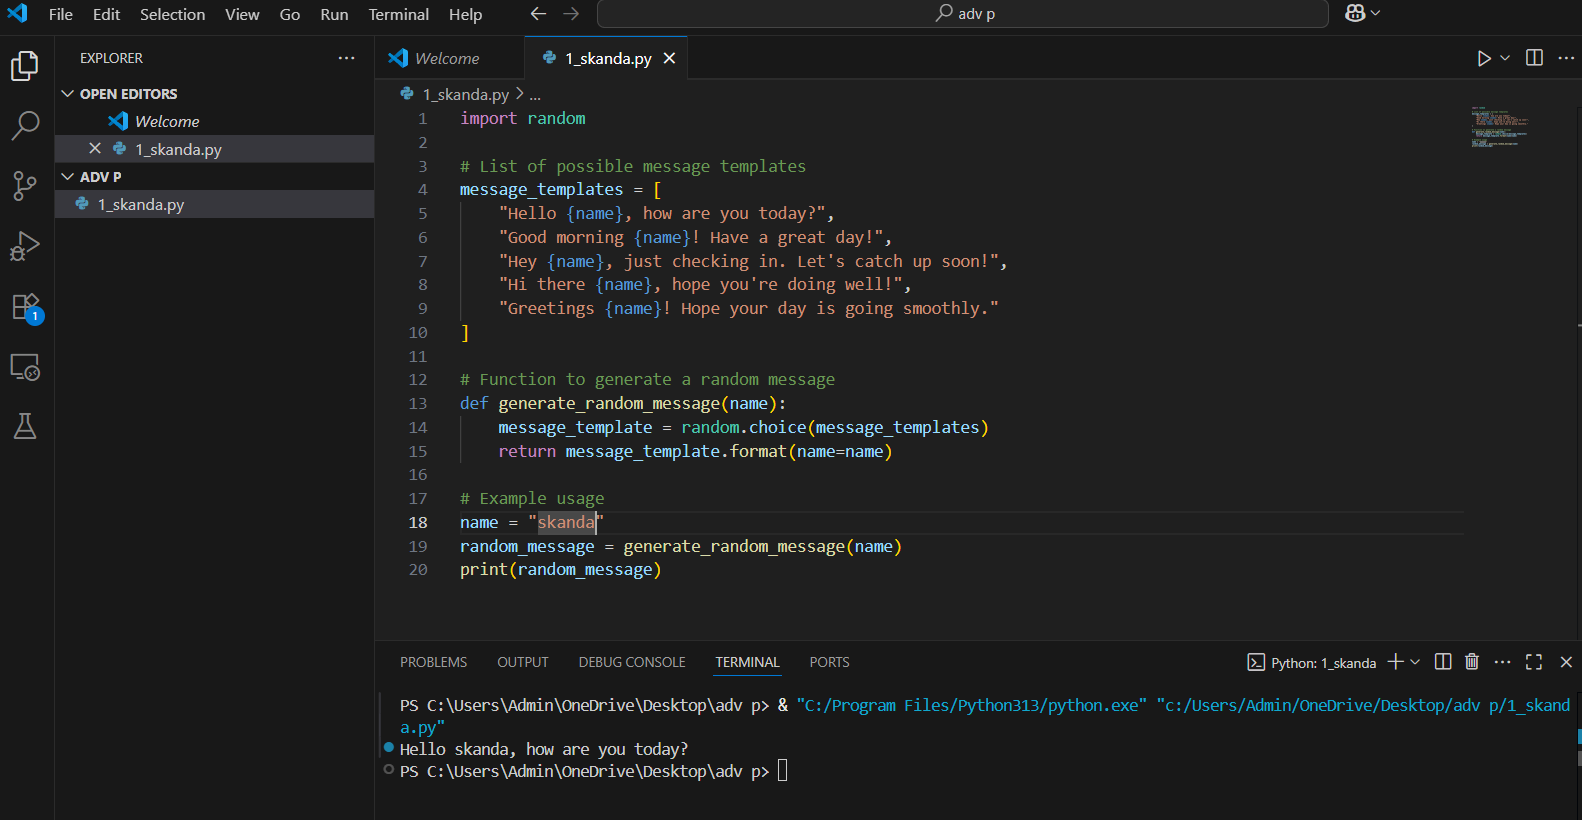 File Edit Selection View Go Run Terminal Help adv p
EXPLORER
OPEN EDITORS
Welcome
1_skanda.py
ADV P
1_skanda.py
1
Welcome 1_skanda.py
1_skanda.py > ...
1 import random
2
3 # List of possible message templates
4 message_templates = [
5 "Hello {name}, how are you today?",
6 "Good morning {name}! Have a great day!",
7 "Hey {name}, just checking in. Let's catch up soon!",
8 "Hi there {name}, hope you're doing well!",
9 "Greetings {name}! Hope your day is going smoothly."
10 ]
11
12 # Function to generate a random message
13 def generate_random_message(name):
14 message_template = random.choice(message_templates)
15 return message_template.format(name=name)
16
17 # Example usage
18 name = "skanda"
19 random_message = generate_random_message(name)
20 print(random_message)
PROBLEMS OUTPUT DEBUG CONSOLE TERMINAL PORTS Python: 1_skanda
PS C:\Users\Admin\OneDrive\Desktop\adv p> & "C:/Program Files/Python313/python.exe" "c:/Users/Admin/OneDrive/Desktop/adv p/1_skand
a.py"
Hello skanda, how are you today?
PS C:\Users\Admin\OneDrive\Desktop\adv p>